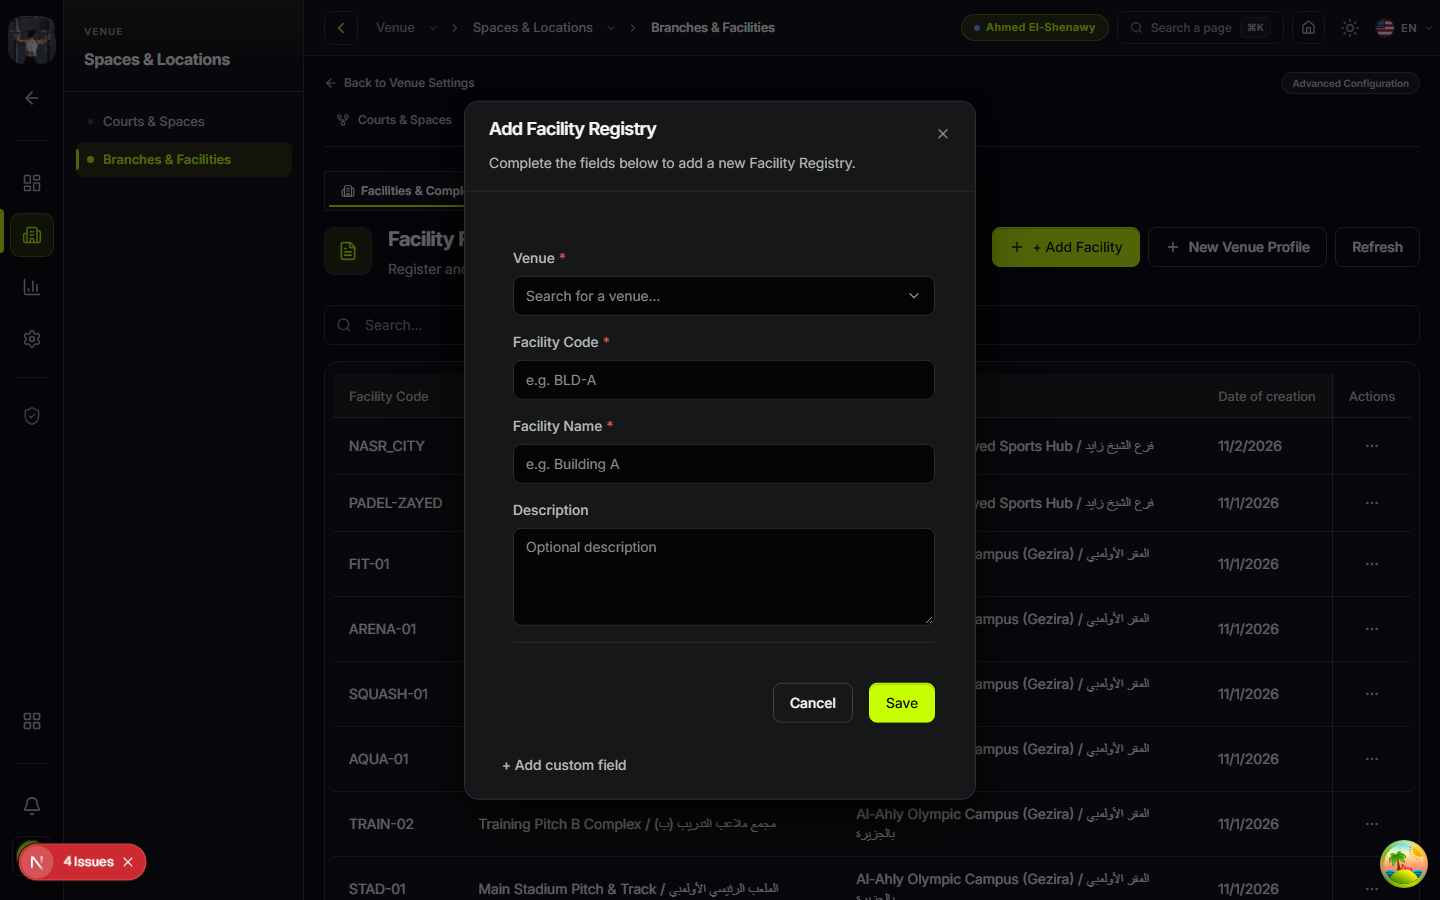 VENUE
Spaces & Locations
Courts & Spaces
Branches & Facilities
Venue
Spaces & Locations
Branches & Facilities
Ahmed El-Shenawy
Search a page
⌘K
EN
Back to Venue Settings
Advanced Configuration
Courts & Spaces
Facilities & Compl
Facility
Register and
+ + Add Facility
+ New Venue Profile
Refresh
Search...
Facility Code
Date of creation
Actions
NASR_CITY
yed Sports Hub / فرع الشيخ زايد
11/2/2026
PADEL-ZAYED
yed Sports Hub / فرع الشيخ زايد
11/1/2026
FIT-01
ampus (Gezira) / المقر الأولمبي
11/1/2026
ARENA-01
ampus (Gezira) / المقر الأولمبي
11/1/2026
SQUASH-01
ampus (Gezira) / المقر الأولمبي
11/1/2026
AQUA-01
ampus (Gezira) / المقر الأولمبي
11/1/2026
TRAIN-02
Training Pitch B Complex / مجمع ملاعب التدريب (ب)
Al-Ahly Olympic Campus (Gezira) / المقر الأولمبي
بالجزيرة
11/1/2026
STAD-01
Main Stadium Pitch & Track / الملعب الرئيسي الأولمبي
Al-Ahly Olympic Campus (Gezira) / المقر الأولمبي
بالجزيرة
11/1/2026
Add Facility Registry
Complete the fields below to add a new Facility Registry.
Venue *
Search for a venue...
Facility Code *
e.g. BLD-A
Facility Name *
e.g. Building A
Description
Optional description
Cancel
Save
+ Add custom field
N
4 Issues